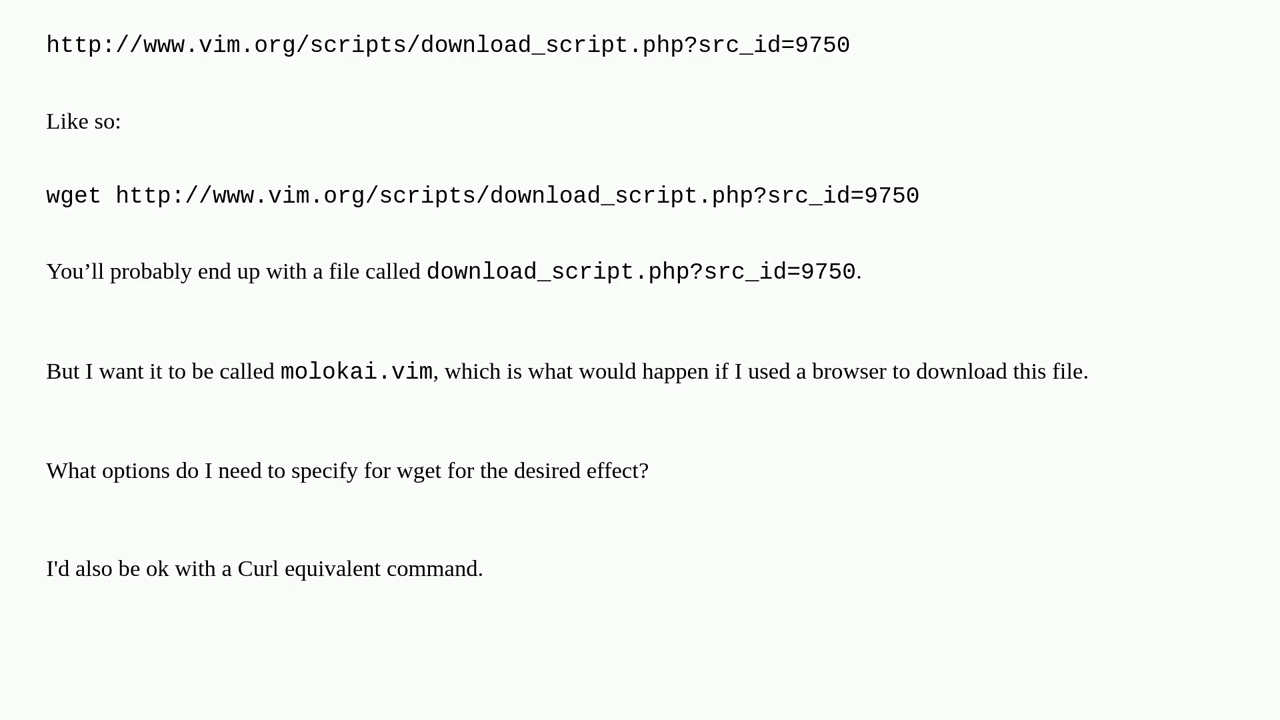 http://www.vim.org/scripts/download_script.php?src_id=9750
Like so:
wget http://www.vim.org/scripts/download_script.php?src_id=9750
You’ll probably end up with a file called download_script.php?src_id=9750.
But I want it to be called molokai.vim, which is what would happen if I used a browser to download this file.
What options do I need to specify for wget for the desired effect?
I'd also be ok with a Curl equivalent command.